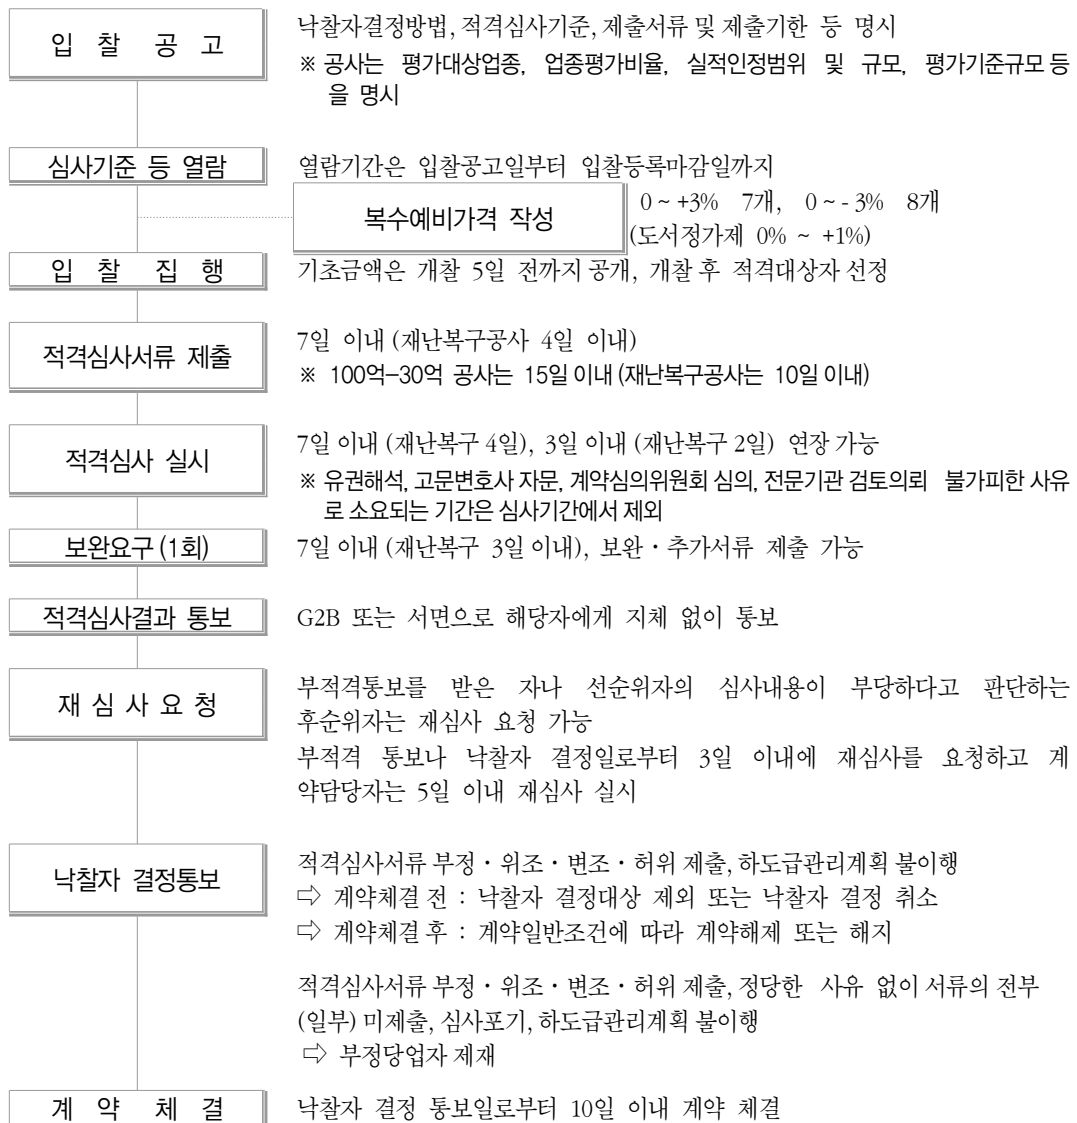 입 찰 공 고
낙찰자결정방법, 적격심사기준, 제출서류 및 제출기한 등 명시
※ 공사는 평가대상업종, 업종평가비율, 실적인정범위 및 규모, 평가기준규모 등
을 명시
심사기준 등 열람
열람기간은 입찰공고일부터 입찰등록마감일까지
복수예비가격 작성
0 ~ +3% 7개, 0 ~ - 3% 8개
(도서정가제 0% ~ +1%)
입 찰 집 행
기초금액은 개찰 5일 전까지 공개, 개찰 후 적격대상자 선정
적격심사서류 제출
7일 이내 (재난복구공사 4일 이내)
※ 100억-30억 공사는 15일 이내 (재난복구공사는 10일 이내)
적격심사 실시
7일 이내 (재난복구 4일), 3일 이내 (재난복구 2일) 연장 가능
※ 유권해석, 고문변호사 자문, 계약심의위원회 심의, 전문기관 검토의뢰 불가피한 사유
로 소요되는 기간은 심사기간에서 제외
보완요구 (1회)
7일 이내 (재난복구 3일 이내), 보완・추가서류 제출 가능
적격심사결과 통보
G2B 또는 서면으로 해당자에게 지체 없이 통보
재 심 사 요 청
부적격통보를 받은 자나 선순위자의 심사내용이 부당하다고 판단하는
후순위자는 재심사 요청 가능
부적격 통보나 낙찰자 결정일로부터 3일 이내에 재심사를 요청하고 계
약담당자는 5일 이내 재심사 실시
낙찰자 결정통보
적격심사서류 부정・위조・변조・허위 제출, 하도급관리계획 불이행
⇨ 계약체결 전 : 낙찰자 결정대상 제외 또는 낙찰자 결정 취소
⇨ 계약체결 후 : 계약일반조건에 따라 계약해제 또는 해지
적격심사서류 부정・위조・변조・허위 제출, 정당한 사유 없이 서류의 전부
(일부) 미제출, 심사포기, 하도급관리계획 불이행
⇨ 부정당업자 제재
계 약 체 결
낙찰자 결정 통보일로부터 10일 이내 계약 체결